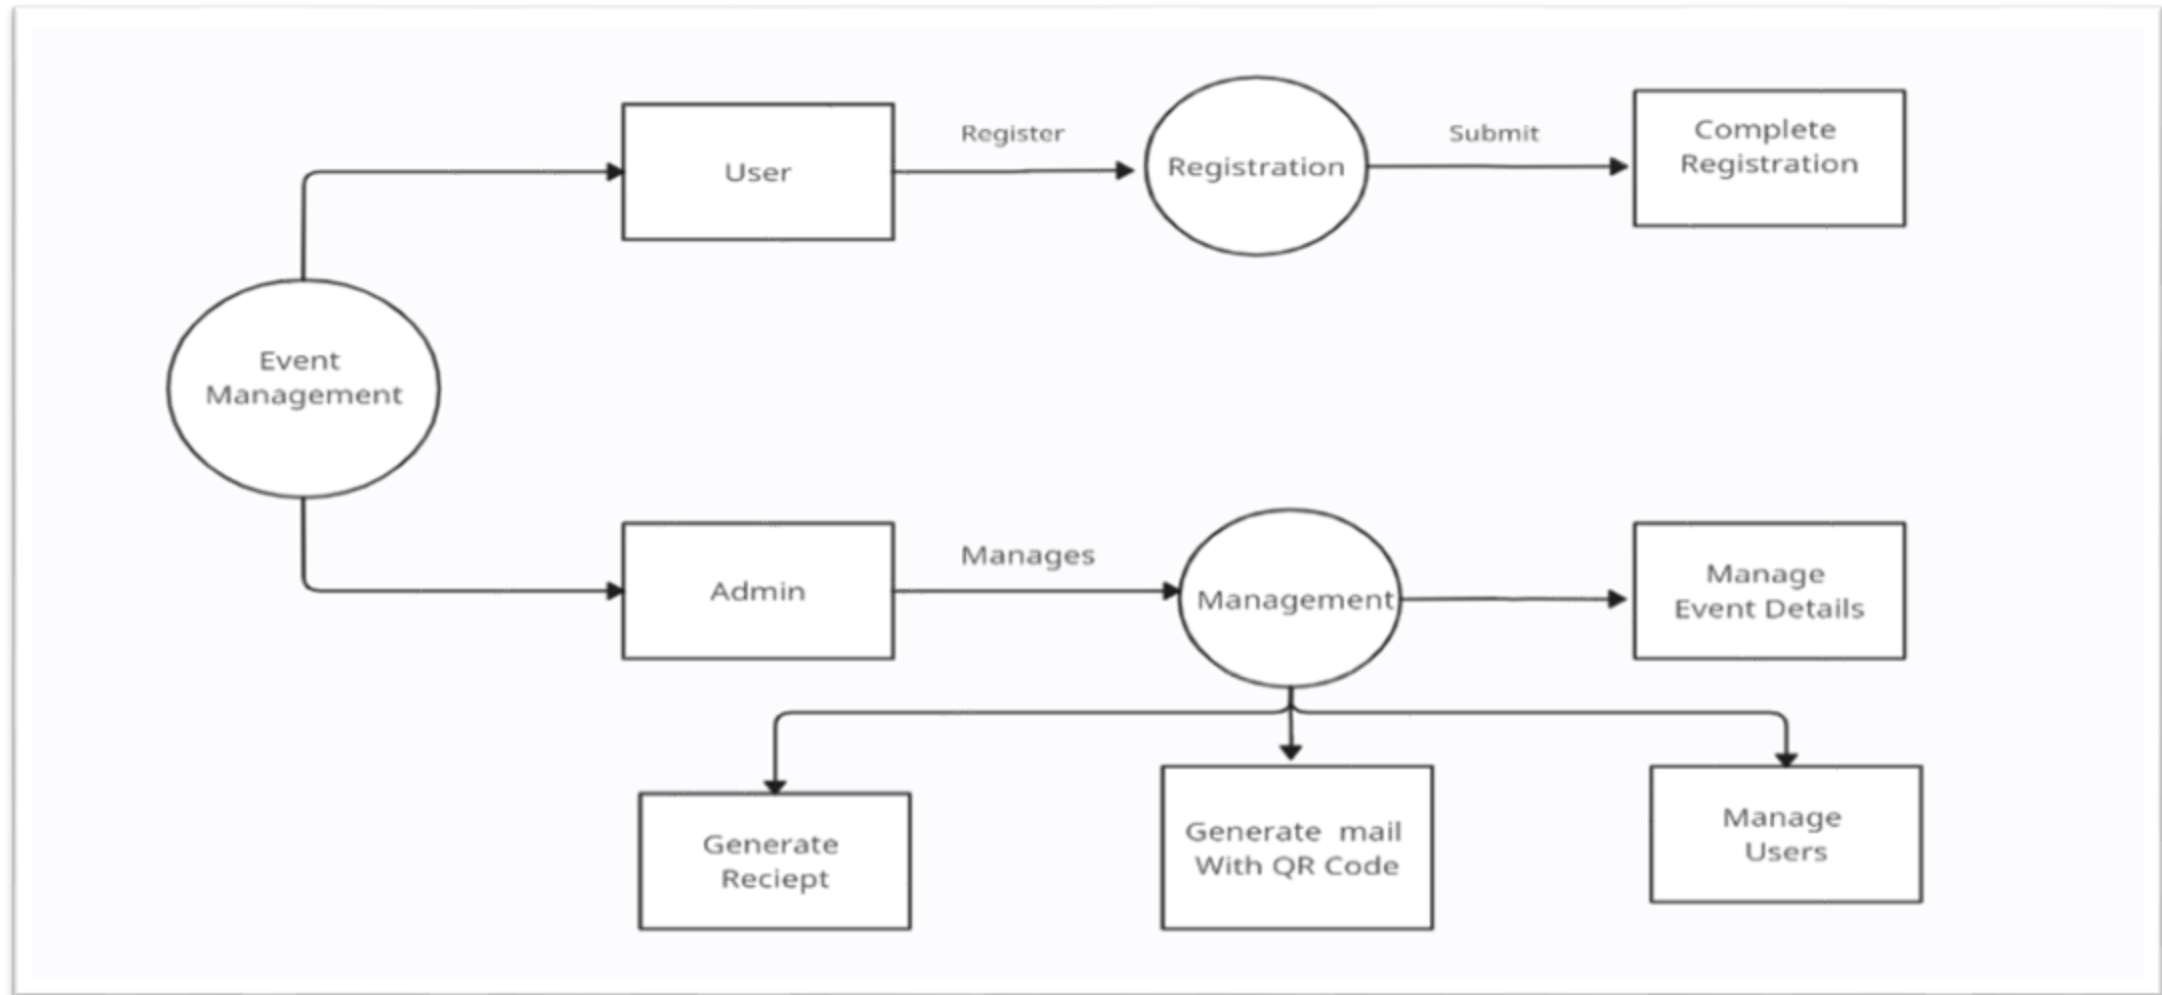 User
Register
Registration
Submit
Complete
Registration
Event
Management
Admin
Manages
Management
Manage
Event Details
Generate
Reciept
Generate mail
With QR Code
Manage
Users